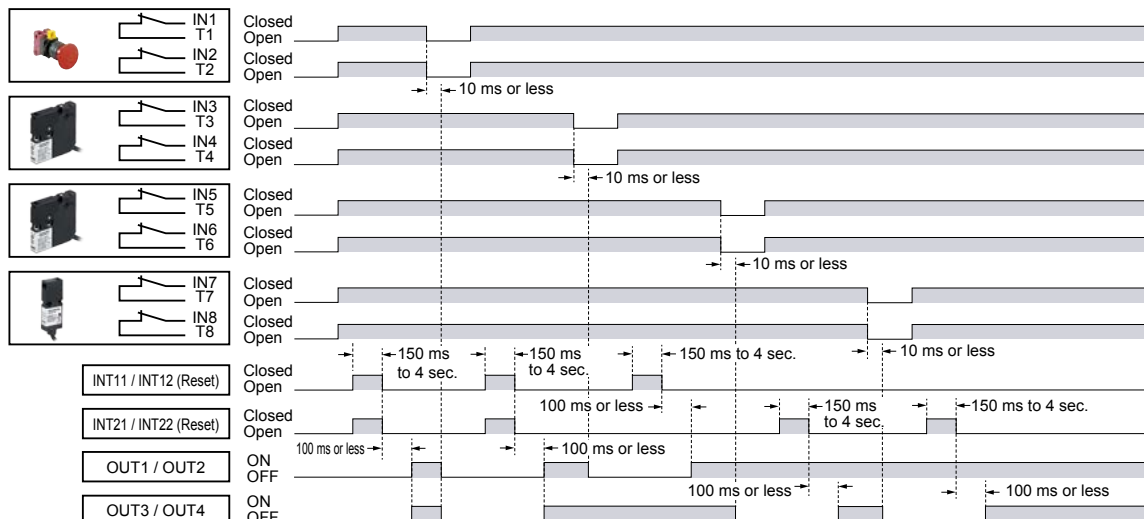 IN1 Closed
T1 Open
IN2 Closed
T2 Open
10 ms or less
IN3 Closed
T3 Open
IN4 Closed
T4 Open
10 ms or less
IN5 Closed
T5 Open
IN6 Closed
T6 Open
10 ms or less
IN7 Closed
T7 Open
IN8 Closed
T8 Open
10 ms or less
150 ms to 4 sec.
150 ms to 4 sec.
150 ms to 4 sec.
INT11 / INT12 (Reset) Closed
Open
100 ms or less
150 ms to 4 sec.
150 ms to 4 sec.
INT21 / INT22 (Reset) Closed
Open
100 ms or less
100 ms or less
OUT1 / OUT2 ON
OFF
100 ms or less
100 ms or less
OUT3 / OUT4 ON
OFF